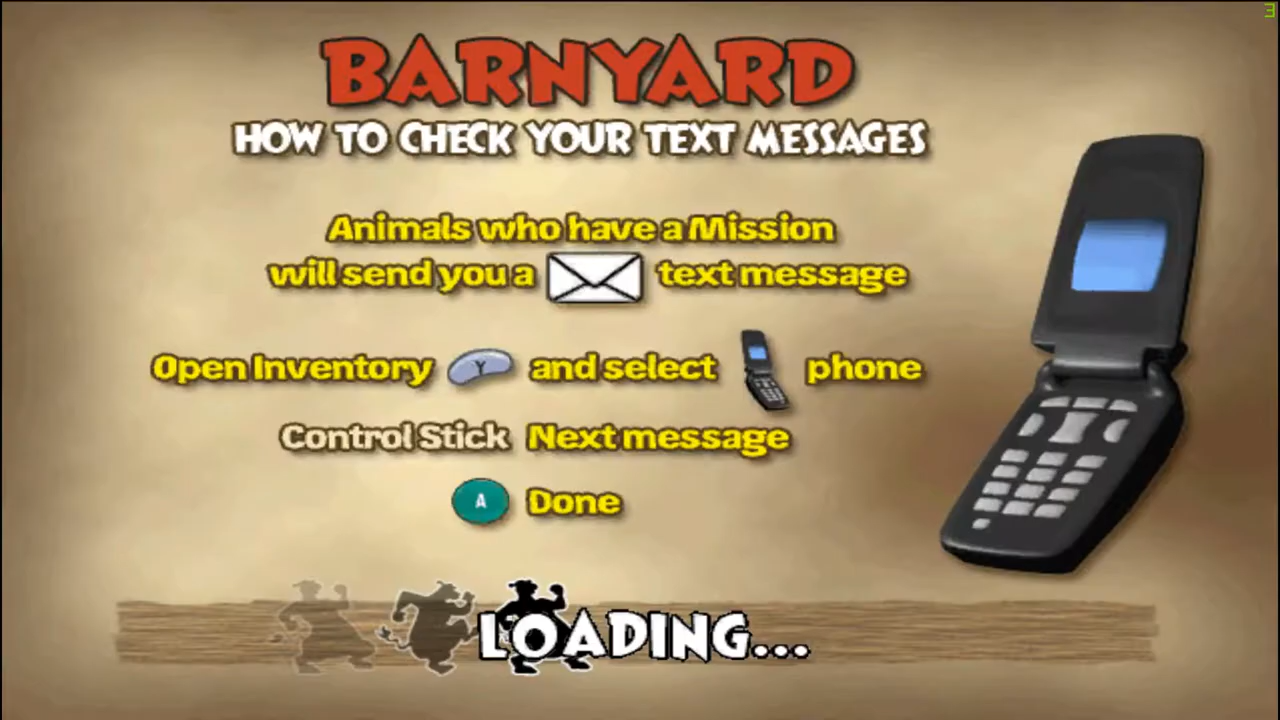 3
BARNYARD
HOW TO CHECK YOUR TEXT MESSAGES
Animals who have a Mission
will send you a text message
Open Inventory Y and select phone
Control Stick Next message
A Done
LOADING...